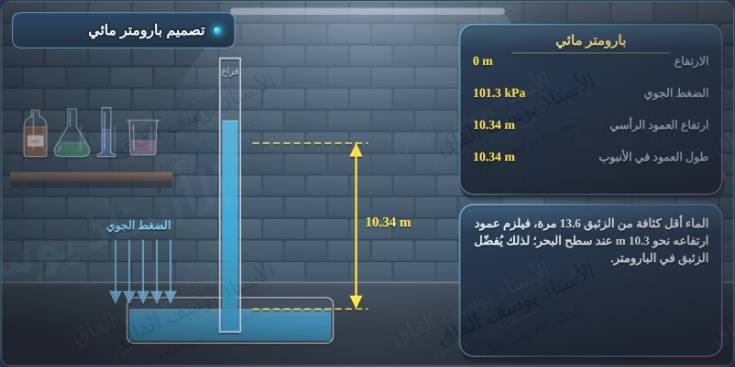 تصميم بارومتر مائي
فراغ
الضغط الجوي
10.34 m
بارومتر مائي
الارتفاع 0 m
الضغط الجوي 101.3 kPa
ارتفاع العمود الرأسي 10.34 m
طول العمود في الأنبوب 10.34 m
الماء أقل كثافة من الزئبق 13.6 مرة، فيلزم عمود
ارتفاعه نحو 10.3 m عند سطح البحر؛ لذلك يُفضّل
الزئبق في البارومتر.
الأستاذ يوسف